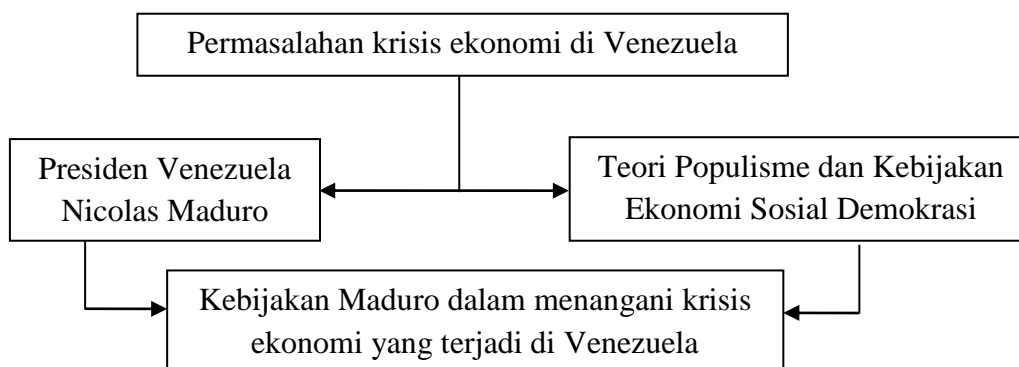 Permasalahan krisis ekonomi di Venezuela
Presiden Venezuela
Nicolas Maduro
Teori Populisme dan Kebijakan
Ekonomi Sosial Demokrasi
Kebijakan Maduro dalam menangani krisis
ekonomi yang terjadi di Venezuela